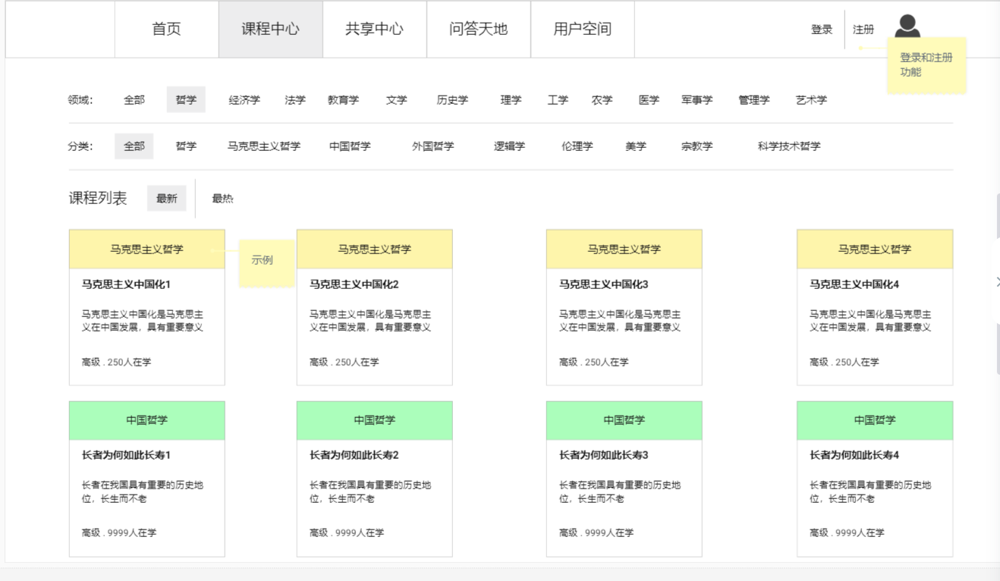 首页 课程中心 共享中心 问答天地 用户空间 登录 注册
登录和注册
功能
领域： 全部 哲学 经济学 法学 教育学 文学 历史学 理学 工学 农学 医学 军事学 管理学 艺术学
分类： 全部 哲学 马克思主义哲学 中国哲学 外国哲学 逻辑学 伦理学 美学 宗教学 科学技术哲学
课程列表 最新 最热
马克思主义哲学 马克思主义哲学 马克思主义哲学 马克思主义哲学
示例
马克思主义中国化1 马克思主义中国化2 马克思主义中国化3 马克思主义中国化4
马克思主义中国化是马克思主 马克思主义中国化是马克思主 马克思主义中国化是马克思主 马克思主义中国化是马克思主
义在中国发展，具有重要意义 义在中国发展，具有重要意义 义在中国发展，具有重要意义 义在中国发展，具有重要意义
高级 . 250人在学 高级 . 250人在学 高级 . 250人在学 高级 . 250人在学
中国哲学 中国哲学 中国哲学 中国哲学
长者为何如此长寿1 长者为何如此长寿2 长者为何如此长寿3 长者为何如此长寿4
长者在我国具有重要的历史地 长者在我国具有重要的历史地 长者在我国具有重要的历史地 长者在我国具有重要的历史地
位，长生而不老 位，长生而不老 位，长生而不老 位，长生而不老
高级 . 9999人在学 高级 . 9999人在学 高级 . 9999人在学 高级 . 9999人在学